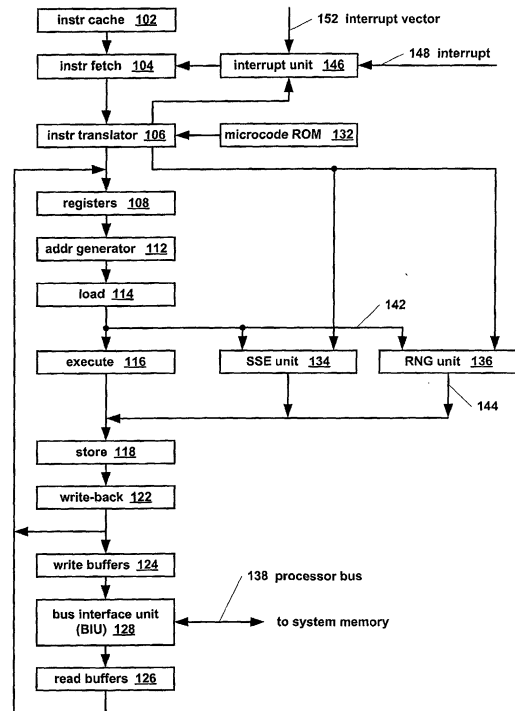 instr cache 102
152 interrupt vector
instr fetch 104
interrupt unit 146
148 interrupt
instr translator 106
microcode ROM 132
registers 108
addr generator 112
load 114
142
execute 116
SSE unit 134
RNG unit 136
144
store 118
write-back 122
write buffers 124
138 processor bus
bus interface unit
(BIU) 128
to system memory
read buffers 126